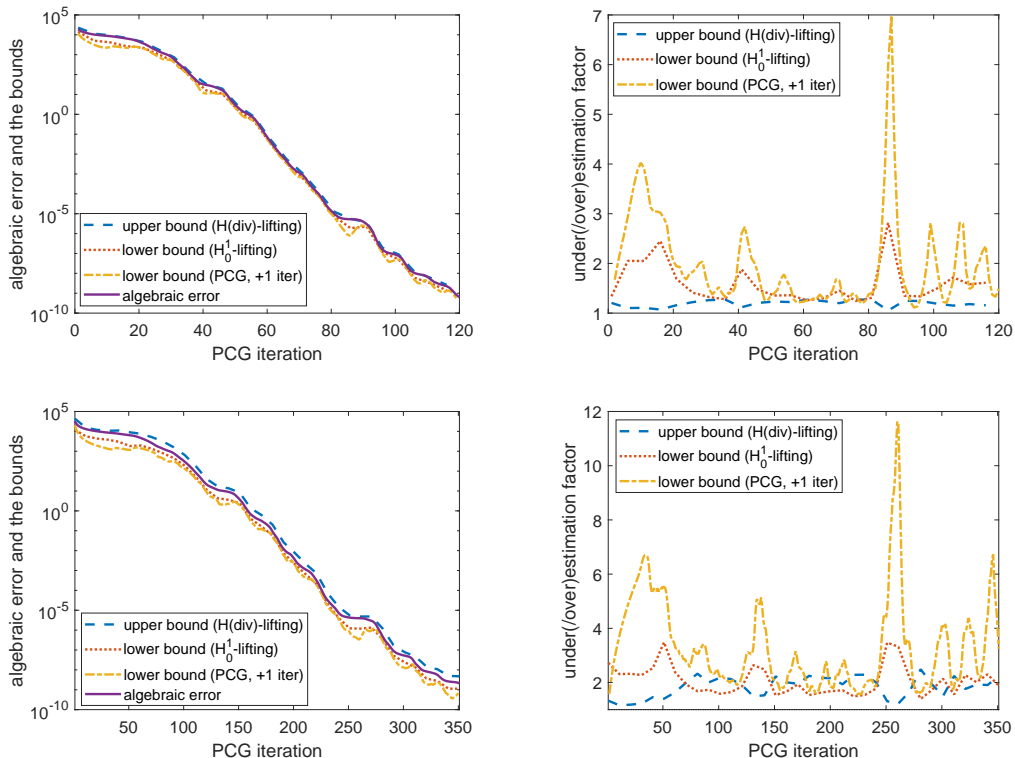 10^5
10^0
10^-5
10^-10
0
20
40
60
80
100
120
algebraic error and the bounds
PCG iteration
upper bound (H(div)-lifting)
lower bound (H_0^1-lifting)
lower bound (PCG, +1 iter)
algebraic error
7
6
5
4
3
2
1
0
20
40
60
80
100
120
under(/over)estimation factor
PCG iteration
upper bound (H(div)-lifting)
lower bound (H_0^1-lifting)
lower bound (PCG, +1 iter)
10^5
10^0
10^-5
10^-10
50
100
150
200
250
300
350
algebraic error and the bounds
PCG iteration
upper bound (H(div)-lifting)
lower bound (H_0^1-lifting)
lower bound (PCG, +1 iter)
algebraic error
12
10
8
6
4
2
50
100
150
200
250
300
350
under(/over)estimation factor
PCG iteration
upper bound (H(div)-lifting)
lower bound (H_0^1-lifting)
lower bound (PCG, +1 iter)